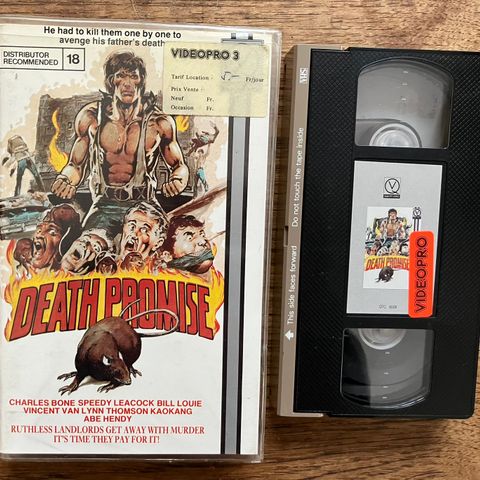 He had to kill them one by one to
avenge his father's death
DISTRIBUTOR
RECOMMENDED
18
VIDEOPRO 3
Tarif Location : Fr/jour
Prix Vente :
Neuf Fr.
Occasion Fr.
DEATH PROMISE
CHARLES BONE SPEEDY LEACOCK BILL LOUIE
VINCENT VAN LYNN THOMSON KAOKANG
ABE HENDY
RUTHLESS LANDLORDS GET AWAY WITH MURDER
IT'S TIME THEY PAY FOR IT!
VHS
Do not touch the tape inside
This side faces forward
V
DEATH PROMISE
VIDEOPRO